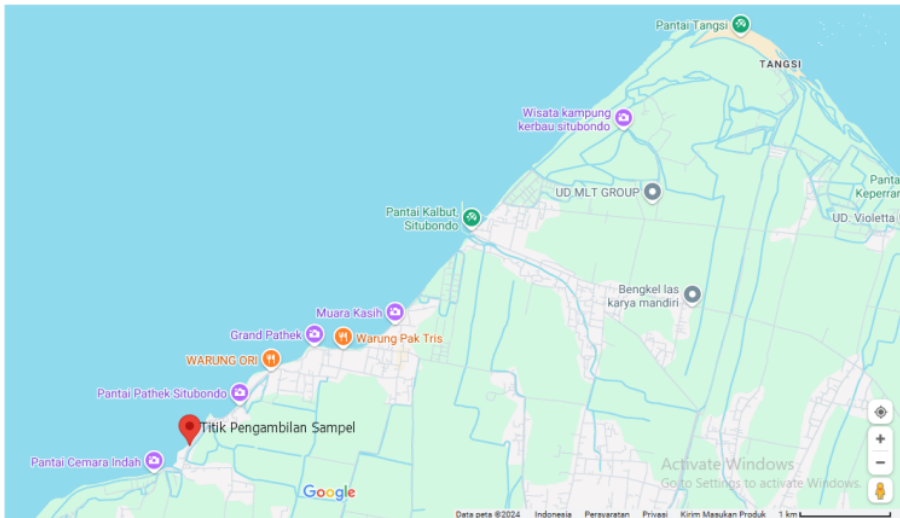 Pantai Tangsi
TANGSI
Wisata kampung
kerbau situbondo
UD MLT GROUP
Panta
Keperran
UD. Violetta
Pantai Kalbut,
Situbondo
Bengkel las
karya mandiri
Muara Kasih
Grand Pathek
Warung Pak Tris
WARUNG ORI
Pantai Pathek Situbondo
Titik Pengambilan Sampel
Pantai Cemara Indah
Google
Activate Windows
Go to Settings to activate Windows.
Data peta ©2024 Indonesia Persyaratan Privasi Kirim Masukan Produk 1 km